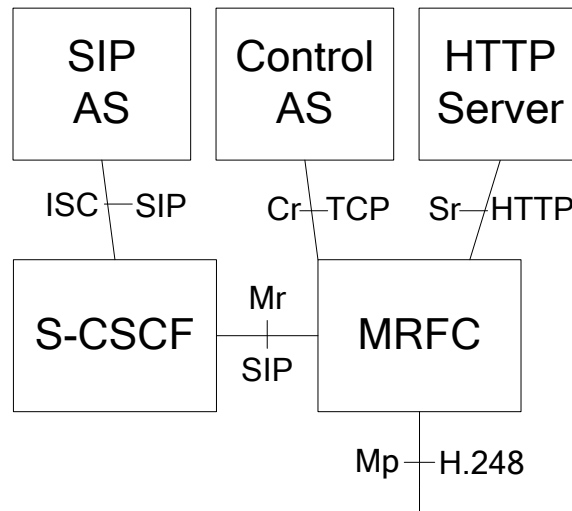 SIP
AS
Control
AS
HTTP
Server
ISC SIP
Cr TCP
Sr HTTP
S-CSCF
Mr
SIP
MRFC
Mp H.248